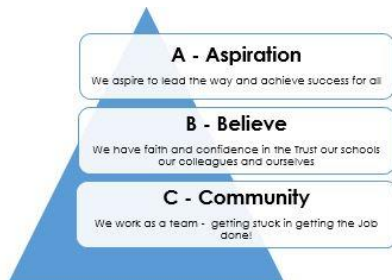 A - Aspiration
We aspire to lead the way and achieve success for all
B - Believe
We have faith and confidence in the Trust our schools
our colleagues and ourselves
C - Community
We work as a team - getting stuck in getting the Job
done!